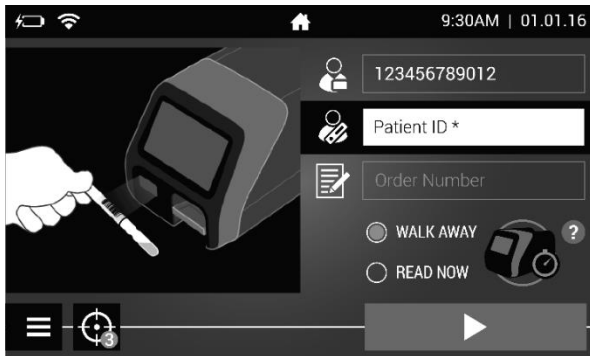 9:30AM | 01.01.16
123456789012
Patient ID *
Order Number
WALK AWAY
?
READ NOW
3